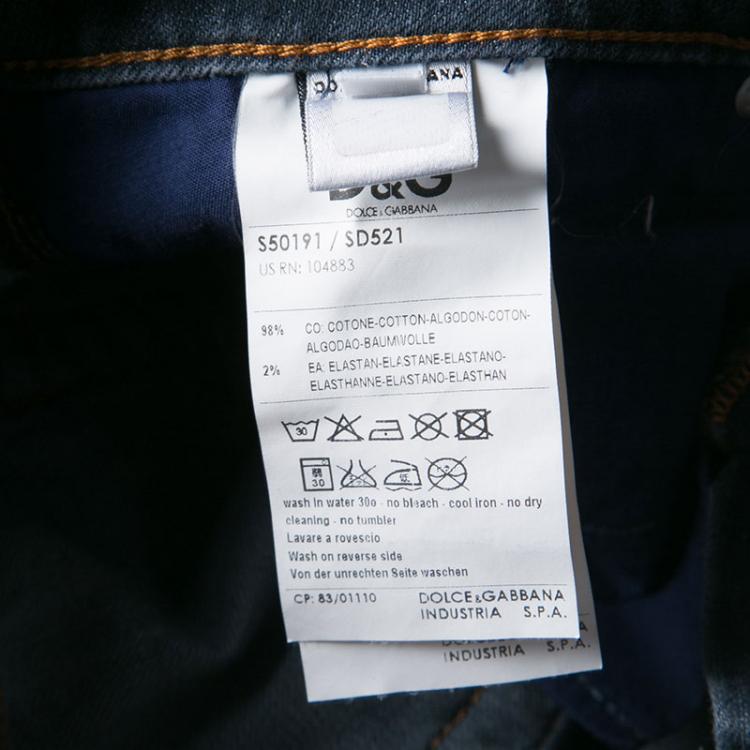 ANA
D&G
DOLCE & GABBANA
S50191 / SD521
US RN: 104883
98% CO: COTONE-COTTON-ALGODON-COTON-
ALGODAO-BAUMWOLLE
2% EA: ELASTAN-ELASTANE-ELASTANO-
ELASTHANNE-ELASTANO-ELASTHAN
30
30
wash in water 30o - no bleach - cool iron - no dry
cleaning - no tumbler
Lavare a rovescio
Wash on reverse side
Von der unrechten Seite waschen
CP: 83/01110 DOLCE & GABBANA
INDUSTRIA S.P.A.
INDUSTRIA S.P.A.